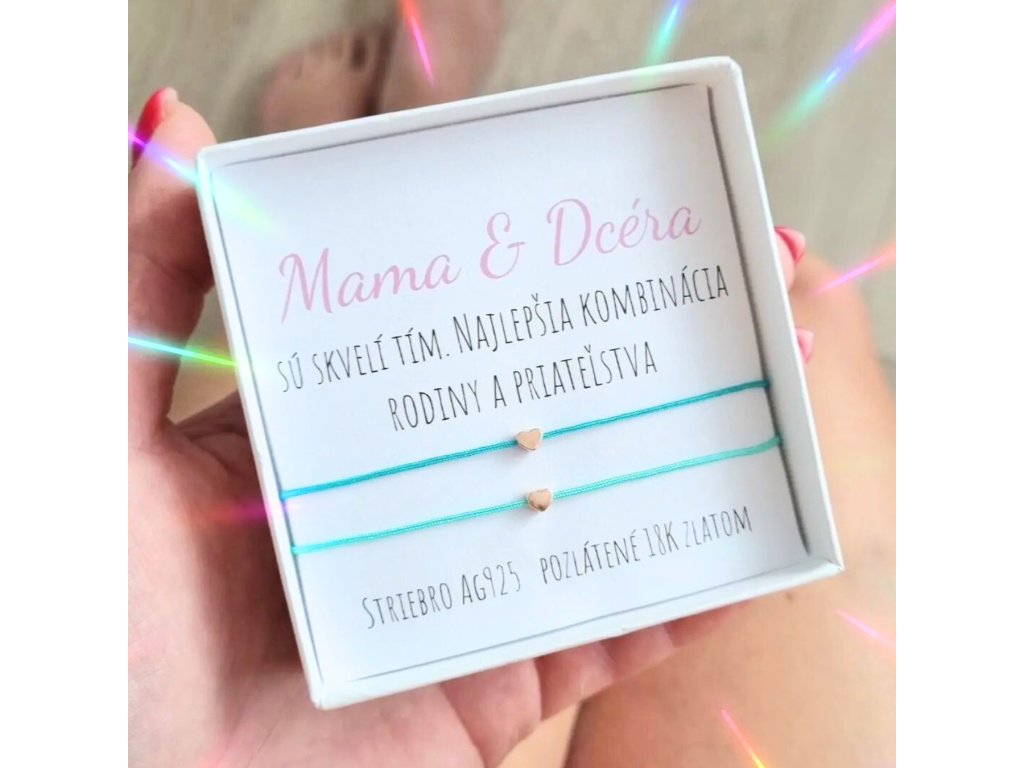 Mama & Dcéra
SÚ SKVELÍ TÍM. NAJLEPŠIA KOMBINÁCIA
RODINY A PRIATEĽSTVA
STRIEBRO AG925 POZLÁTENÉ 18K ZLATOM